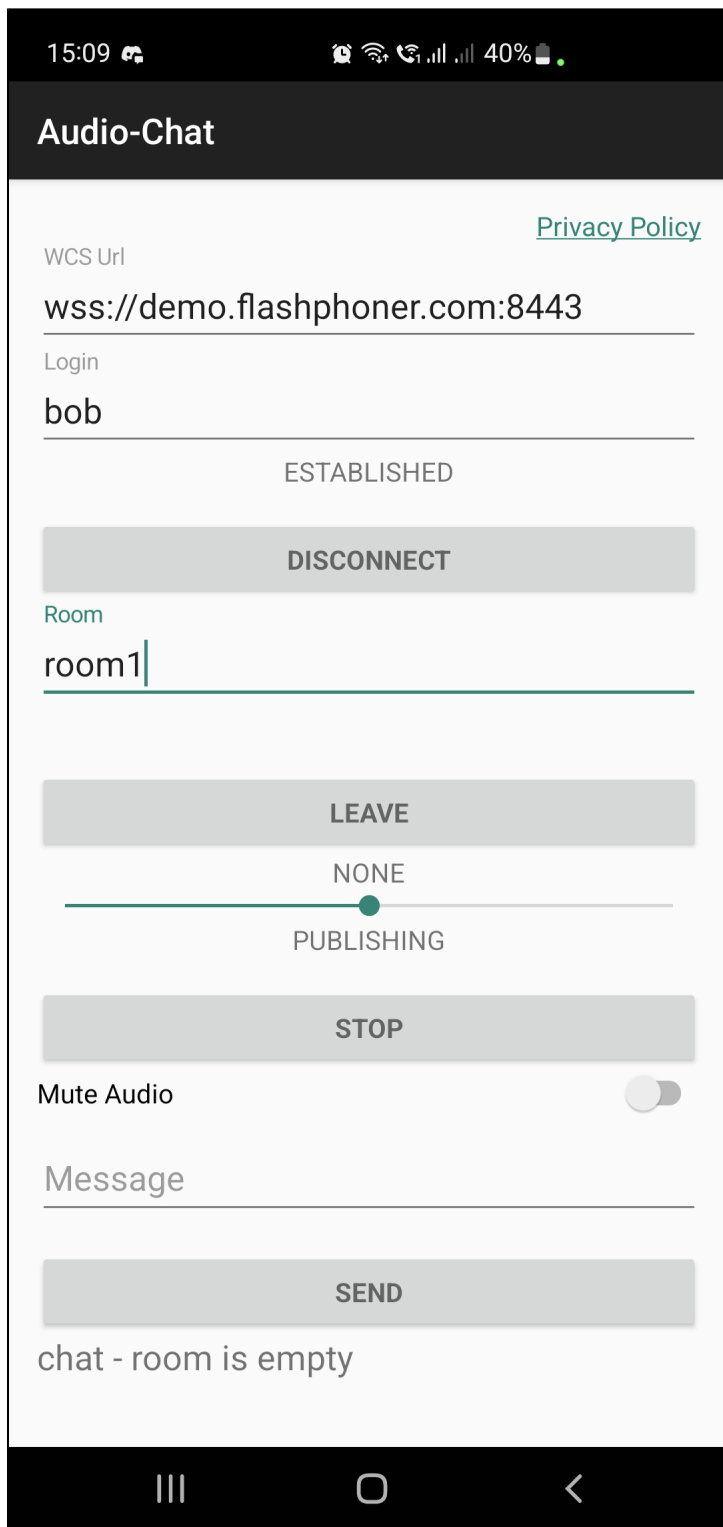 15:09 40%
Audio-Chat
Privacy Policy
WCS Url
wss://demo.flashphoner.com:8443
Login
bob
ESTABLISHED
DISCONNECT
Room
room1
LEAVE
NONE
PUBLISHING
STOP
Mute Audio
Message
SEND
chat - room is empty